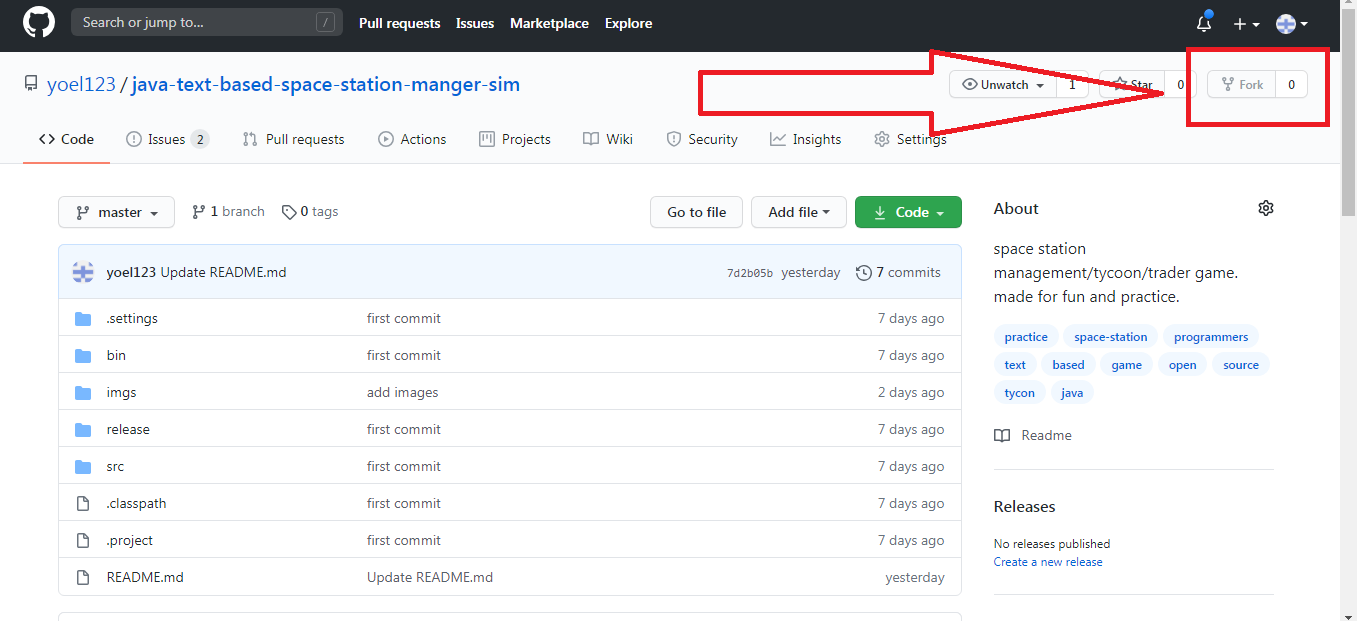 Search or jump to... / Pull requests Issues Marketplace Explore
yoel123 / java-text-based-space-station-manger-sim Unwatch 1 Star 0 Fork 0
Code Issues 2 Pull requests Actions Projects Wiki Security Insights Settings
master 1 branch 0 tags Go to file Add file Code
yoel123 Update README.md 7d2b05b yesterday 7 commits
.settings first commit 7 days ago
bin first commit 7 days ago
imgs add images 2 days ago
release first commit 7 days ago
src first commit 7 days ago
.classpath first commit 7 days ago
.project first commit 7 days ago
README.md Update README.md yesterday
About
space station
management/tycoon/trader game.
made for fun and practice.
practice space-station programmers
text based game open source
tycon java
Readme
Releases
No releases published
Create a new release